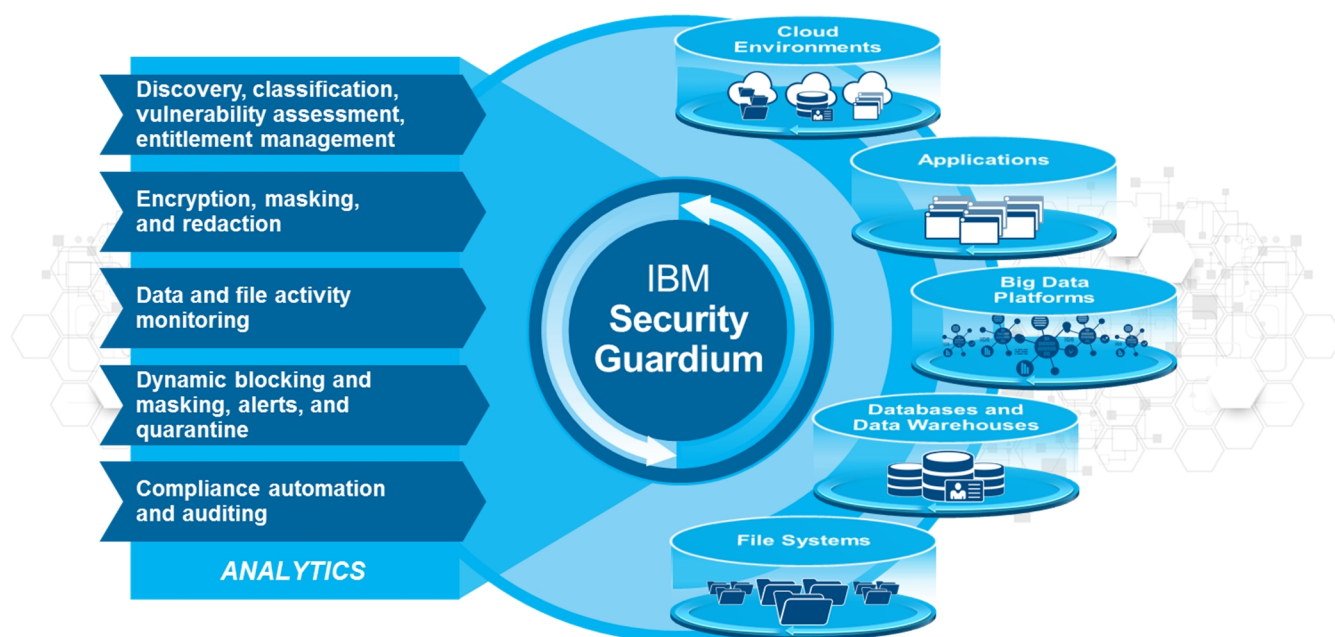 Discovery, classification,
vulnerability assessment,
entitlement management
Encryption, masking,
and redaction
Data and file activity
monitoring
Dynamic blocking and
masking, alerts, and
quarantine
Compliance automation
and auditing
ANALYTICS
IBM
Security
Guardium
Cloud
Environments
Applications
Big Data
Platforms
Databases and
Data Warehouses
File Systems